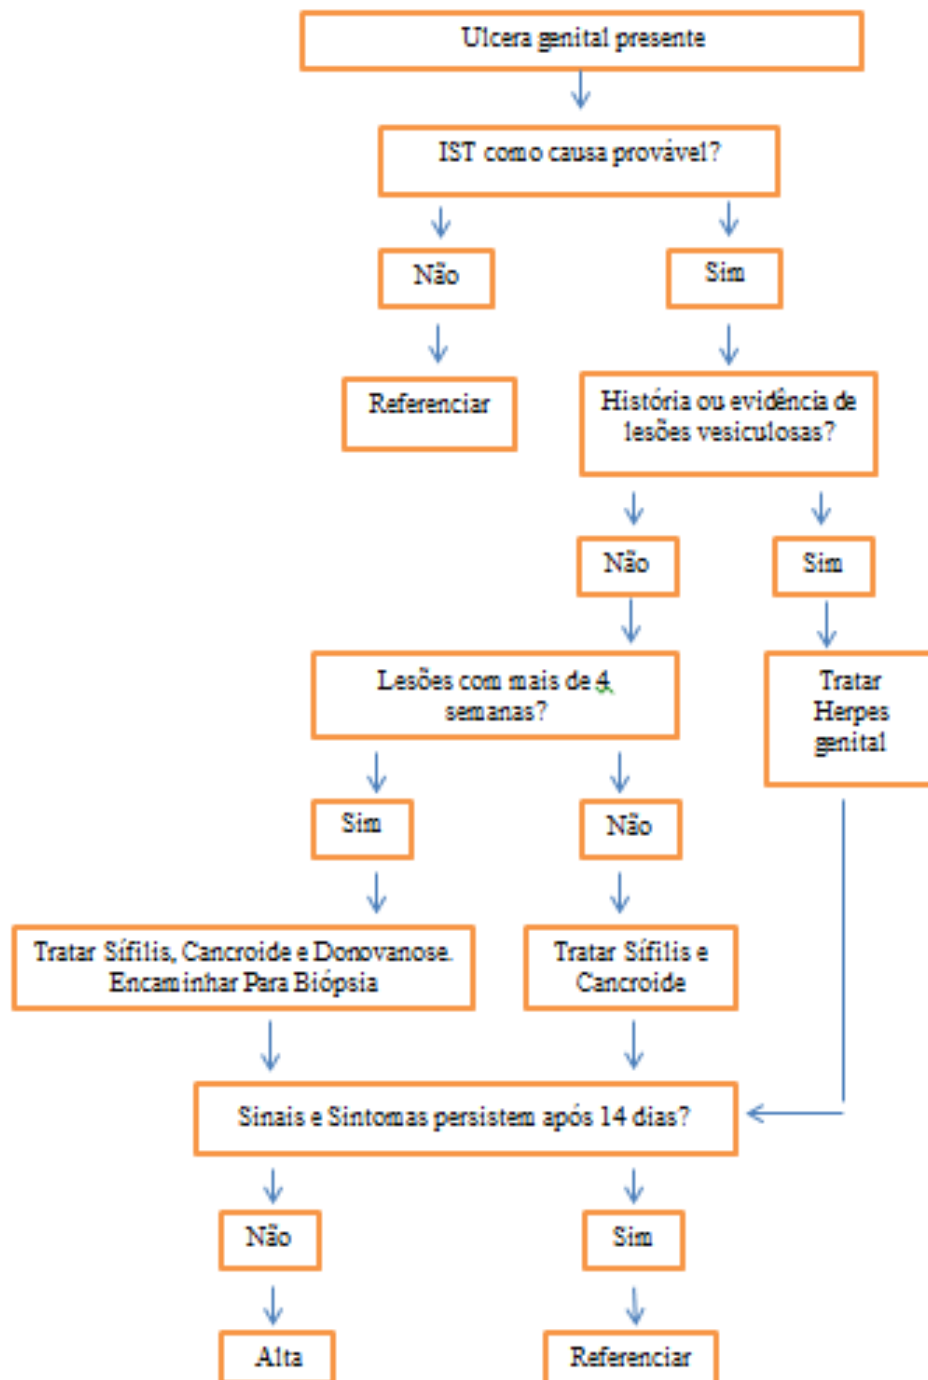 Ulcera genital presente
IST como causa provável?
Não
Sim
Referenciar
História ou evidência de
lesões vesiculosas?
Não
Sim
Lesões com mais de 4
semanas?
Tratar
Herpes
genital
Sim
Não
Tratar Sífilis, Cancroide e Donovanose.
Encaminhar Para Biópsia
Tratar Sífilis e
Cancroide
Sinais e Sintomas persistem após 14 dias?
Não
Sim
Alta
Referenciar